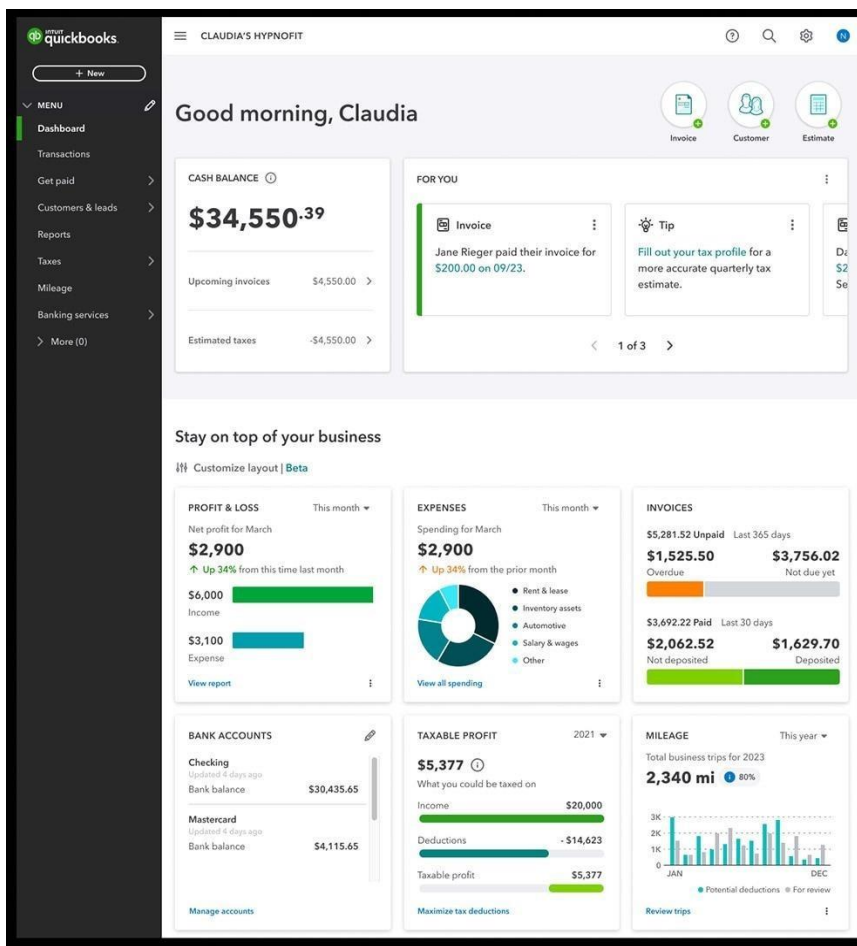 INTUIT
quickbooks.
+ New
MENU
Dashboard
Transactions
Get paid
Customers & leads
Reports
Taxes
Mileage
Banking services
More (0)
CLAUDIA'S HYPNOFIT
N
Good morning, Claudia
Invoice
Customer
Estimate
CASH BALANCE
$34,550.39
Upcoming invoices $4,550.00
Estimated taxes -$4,550.00
FOR YOU
Invoice
Jane Rieger paid their invoice for
$200.00 on 09/23.
Tip
Fill out your tax profile for a
more accurate quarterly tax
estimate.
Da
$2
Se
1 of 3
Stay on top of your business
Customize layout | Beta
PROFIT & LOSS This month
Net profit for March
$2,900
Up 34% from this time last month
$6,000
Income
$3,100
Expense
View report
EXPENSES This month
Spending for March
$2,900
Up 34% from the prior month
Rent & lease
Inventory assets
Automotive
Salary & wages
Other
View all spending
INVOICES
$5,281.52 Unpaid Last 365 days
$1,525.50 $3,756.02
Overdue Not due yet
$3,692.22 Paid Last 30 days
$2,062.52 $1,629.70
Not deposited Deposited
BANK ACCOUNTS
Checking
Updated 4 days ago
Bank balance $30,435.65
Mastercard
Updated 4 days ago
Bank balance $4,115.65
Manage accounts
TAXABLE PROFIT 2021
$5,377
What you could be taxed on
Income $20,000
Deductions - $14,623
Taxable profit $5,377
Maximize tax deductions
MILEAGE This year
Total business trips for 2023
2,340 mi 80%
3K
2K
1K
0
JAN DEC
Potential deductions For review
Review trips